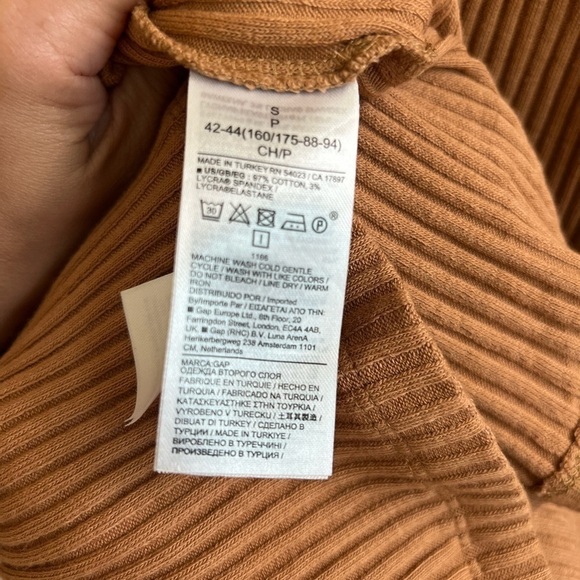 S
P
42-44(160/175-88-94)
CH/P
MADE IN TURKEY RN 54023 / CA 17897
■ US/GB/EG: 97% COTTON, 3%
LYCRA® SPANDEX /
LYCRA®ELASTANE
30 P ®
I
1166
MACHINE WASH COLD GENTLE
CYCLE / WASH WITH LIKE COLORS /
DO NOT BLEACH / LINE DRY / WARM
IRON
DISTRIBUIDO POR / Imported
By/Importe Par / ΕΙΣΑΓΕΤΑΙ ΑΠΟ ΤΗΝ:
■ Gap Europe Ltd., 6th Floor, 20
Farringdon Street, London, EC4A 4AB,
UK. ■ Gap (RHC) B.V. Luna ArenA
Herikerbergweg 238 Amsterdam 1101
CM, Netherlands
MARCA:GAP
ОДЕЖДА ВТОРОГО СЛОЯ
FABRIQUE EN TURQUIE / HECHO EN
TURQUIA / FABRICADO NA TURQUIA /
ΚΑΤΑΣΚΕΥΑΣΤΗΚΕ ΣΤΗΝ ΤΟΥΡΚΙΑ /
VYROBENO V TURECKU / 土耳其製造 /
DIBUAT DI TURKEY / СДЕЛАНО В
ТУРЦИИ / MADE IN TURKIYE /
ВИРОБЛЕНО В ТУРЕЧЧИНІ /
ПРОИЗВЕДЕНО В ТУРЦИЯ /